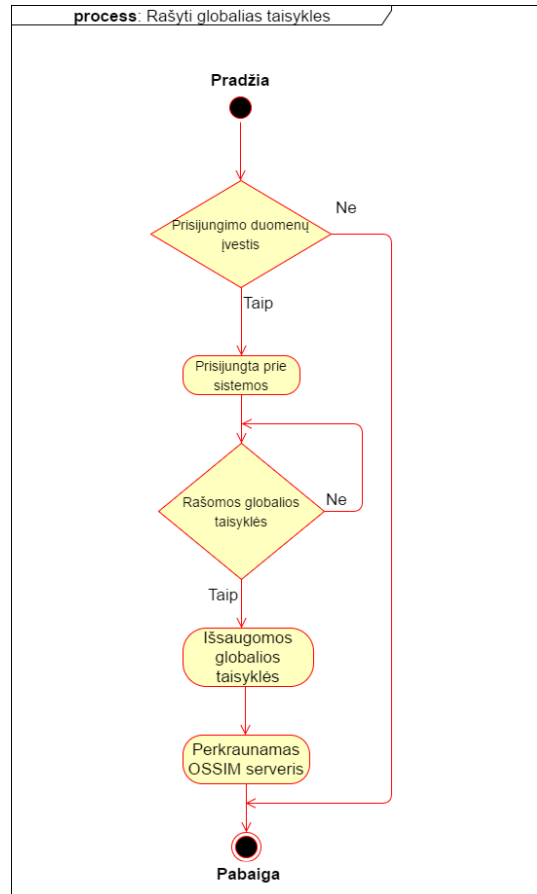 process: Rašyti globalias taisykles
Pradžia
Prisijungimo duomenų
įvestis
Ne
Taip
Prisijungta prie
sistemos
Rašomos globalios
taisyklės
Ne
Taip
Išsaugomos
globalios
taisyklės
Perkraunamas
OSSIM serveris
Pabaiga